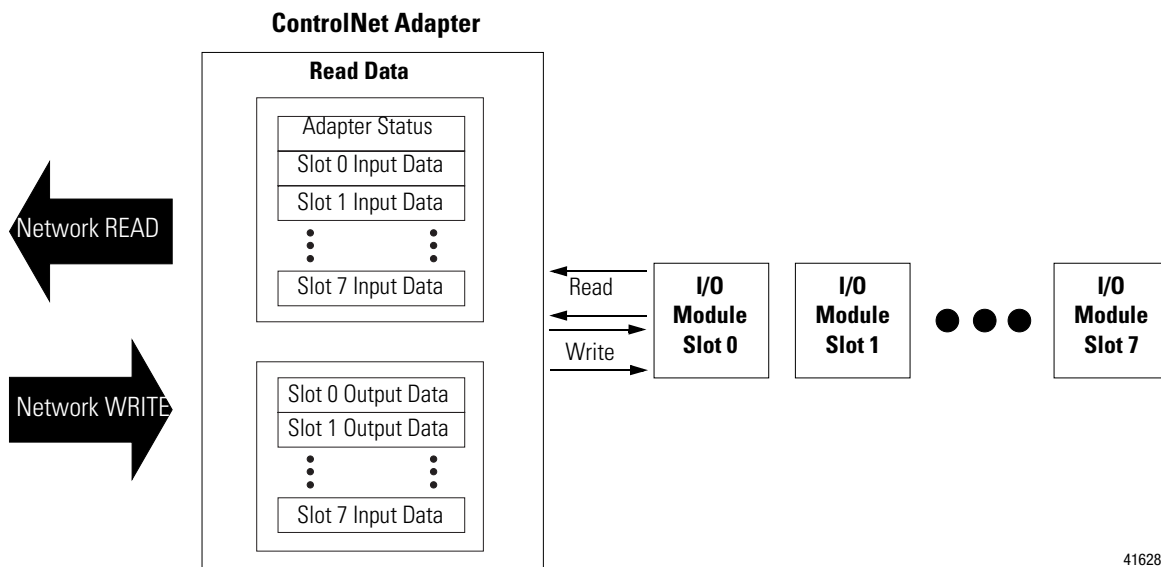 ControlNet Adapter
Read Data
Adapter Status
Slot 0 Input Data
Slot 1 Input Data
Slot 7 Input Data
Network READ
Network WRITE
Slot 0 Output Data
Slot 1 Output Data
Slot 7 Input Data
Read
Write
I/O
Module
Slot 0
I/O
Module
Slot 1
I/O
Module
Slot 7
41628